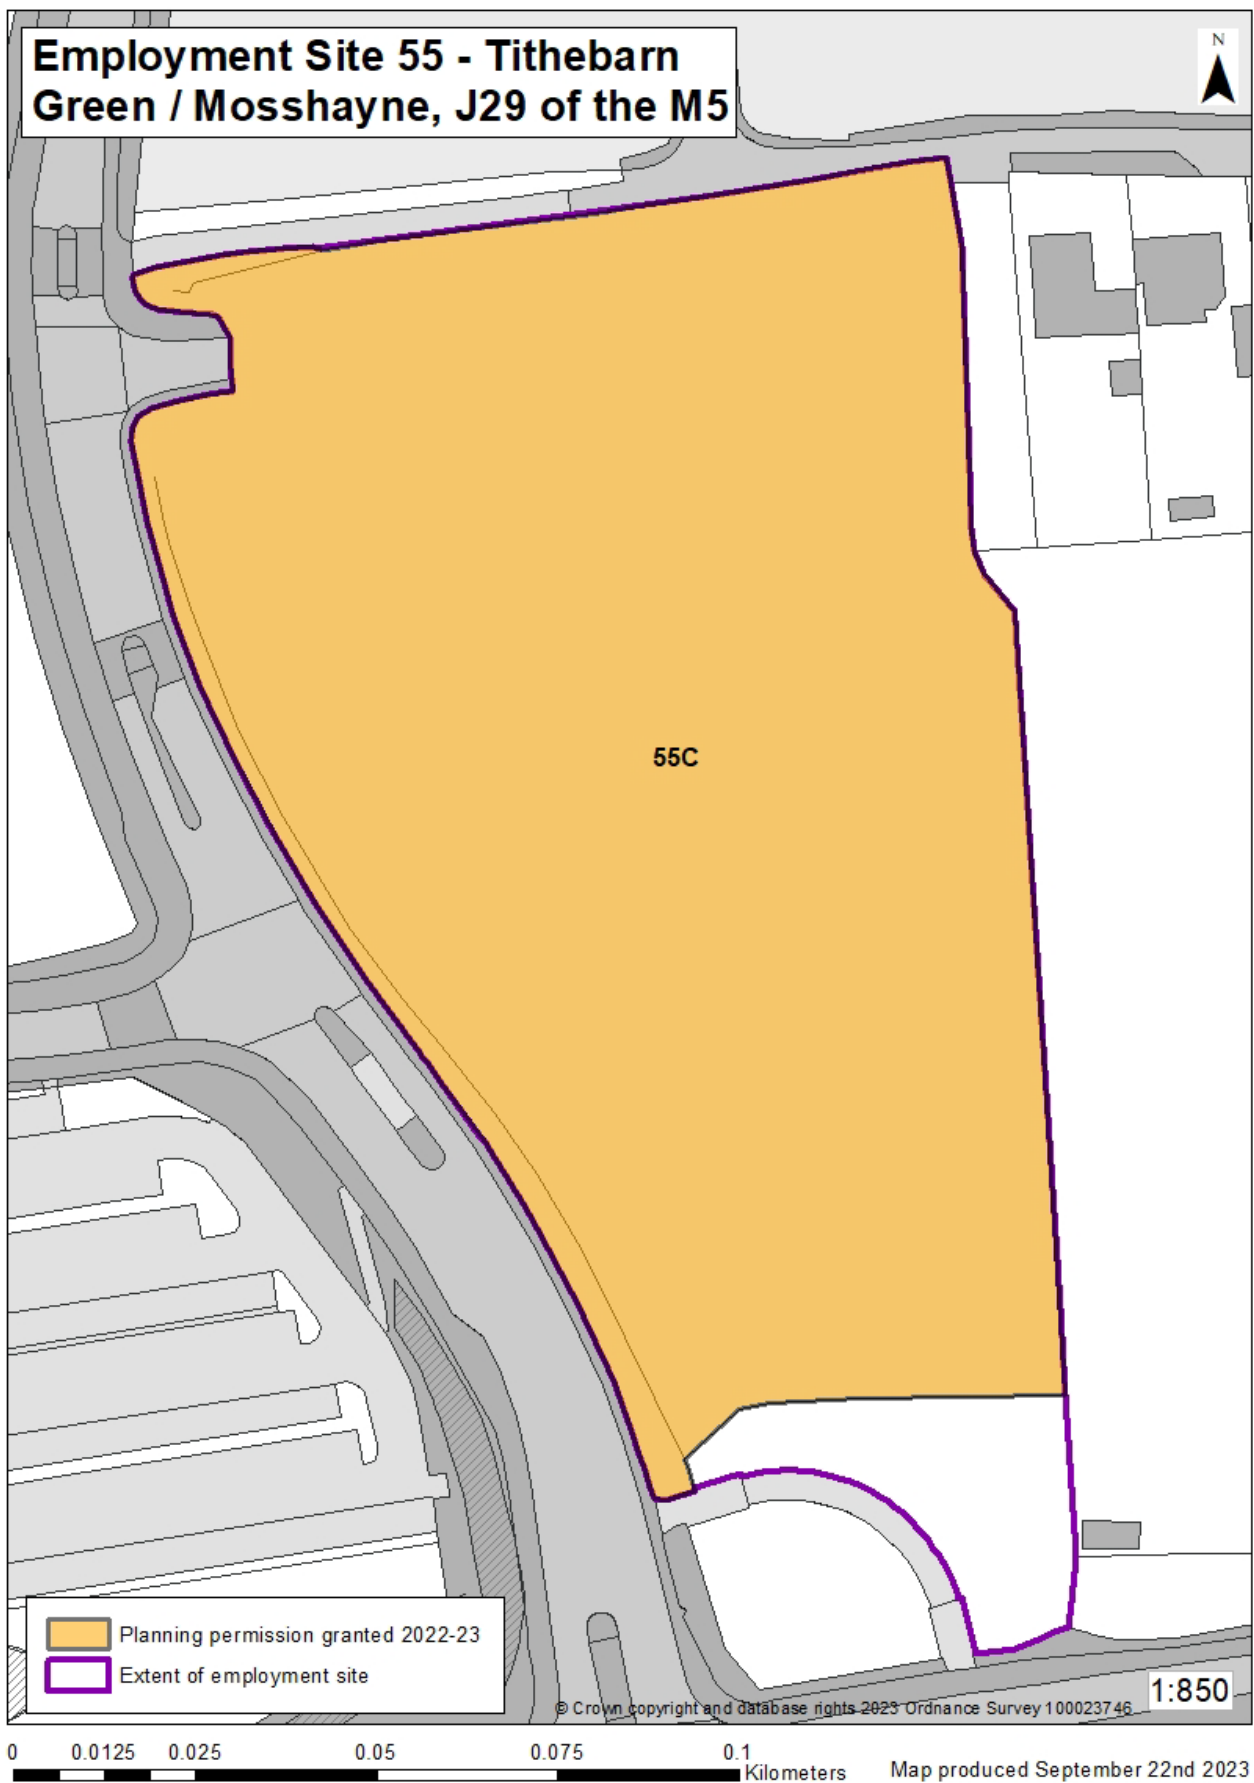 Employment Site 55 - Tithebarn
Green / Mosshayne, J29 of the M5
N
55C
Planning permission granted 2022-23
Extent of employment site
1:850
© Crown copyright and database rights 2023 Ordnance Survey 100023746
0 0.0125 0.025 0.05 0.075 0.1
Kilometers
Map produced September 22nd 2023